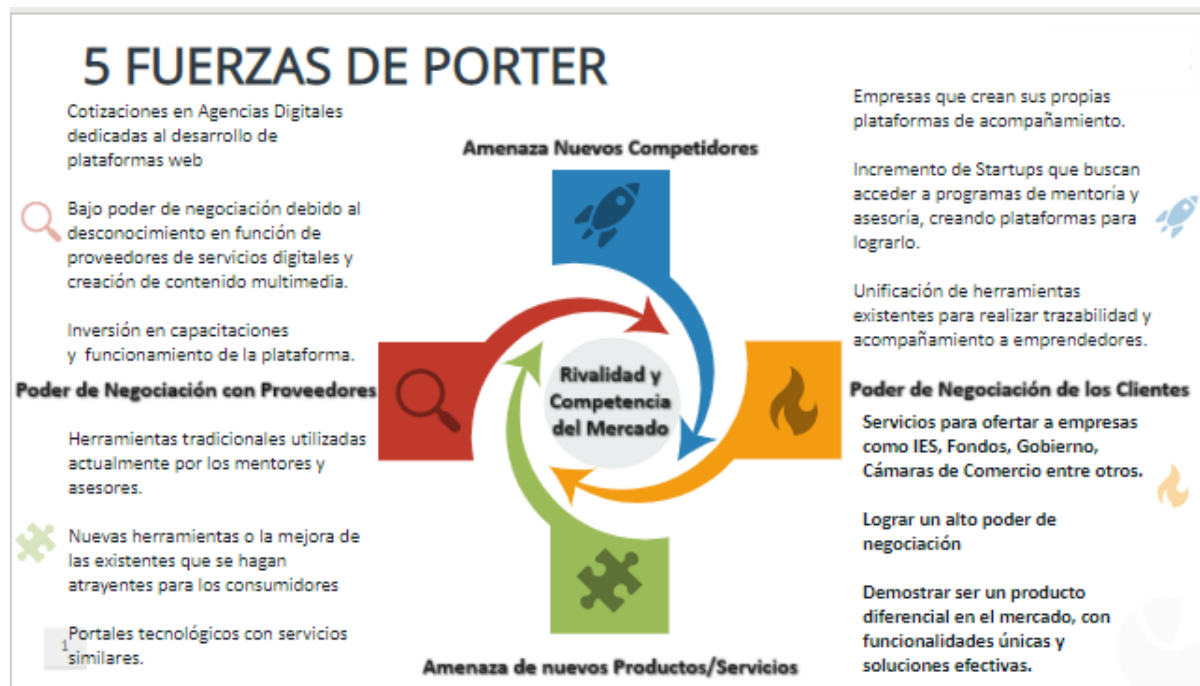 5 FUERZAS DE PORTER
Cotizaciones en Agencias Digitales
dedicadas al desarrollo de
plataformas web
Bajo poder de negociación debido al
desconocimiento en función de
proveedores de servicios digitales y
creación de contenido multimedia.
Inversión en capacitaciones
y funcionamiento de la plataforma.
Poder de Negociación con Proveedores
Herramientas tradicionales utilizadas
actualmente por los mentores y
asesores.
Nuevas herramientas o la mejora de
las existentes que se hagan
atrayentes para los consumidores
Portales tecnológicos con servicios
similares.
1
Amenaza Nuevos Competidores
Rivalidad y
Competencia
del Mercado
Amenaza de nuevos Productos/Servicios
Empresas que crean sus propias
plataformas de acompañamiento.
Incremento de Startups que buscan
acceder a programas de mentoría y
asesoría, creando plataformas para
lograrlo.
Unificación de herramientas
existentes para realizar trazabilidad y
acompañamiento a emprendedores.
Poder de Negociación de los Clientes
Servicios para ofertar a empresas
como IES, Fondos, Gobierno,
Cámaras de Comercio entre otros.
Lograr un alto poder de
negociación
Demostrar ser un producto
diferencial en el mercado, con
funcionalidades únicas y
soluciones efectivas.